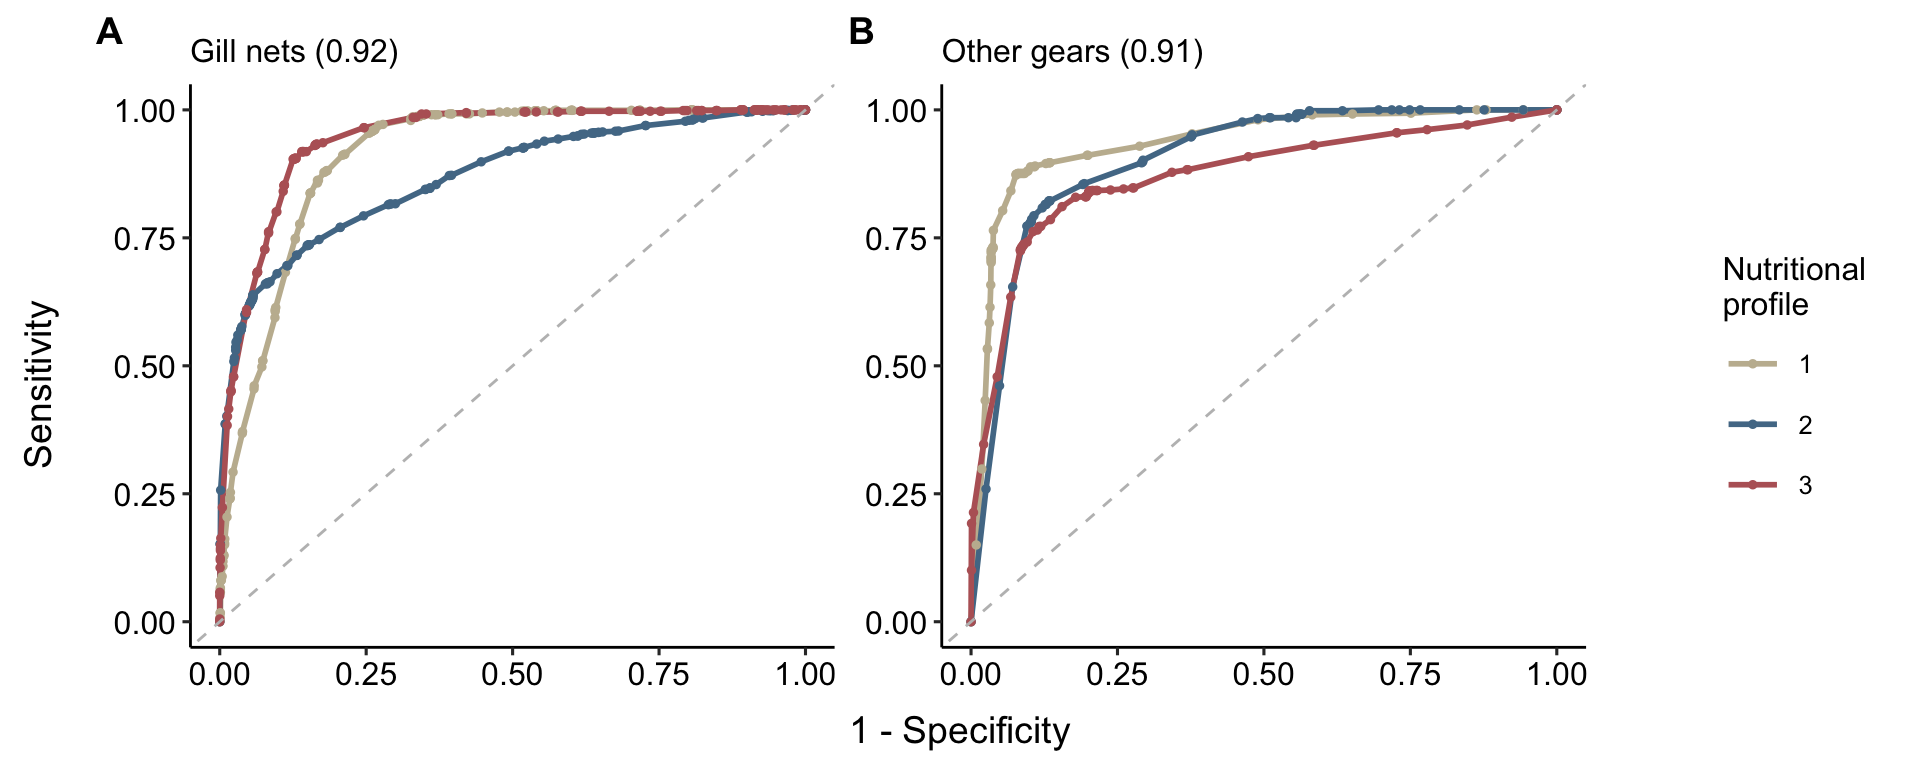 A
Gill nets (0.92)
B
Other gears (0.91)
Sensitivity
1.00
0.75
0.50
0.25
0.00
0.00 0.25 0.50 0.75 1.00
1.00
0.75
0.50
0.25
0.00
0.00 0.25 0.50 0.75 1.00
1 - Specificity
Nutritional
profile
1
2
3